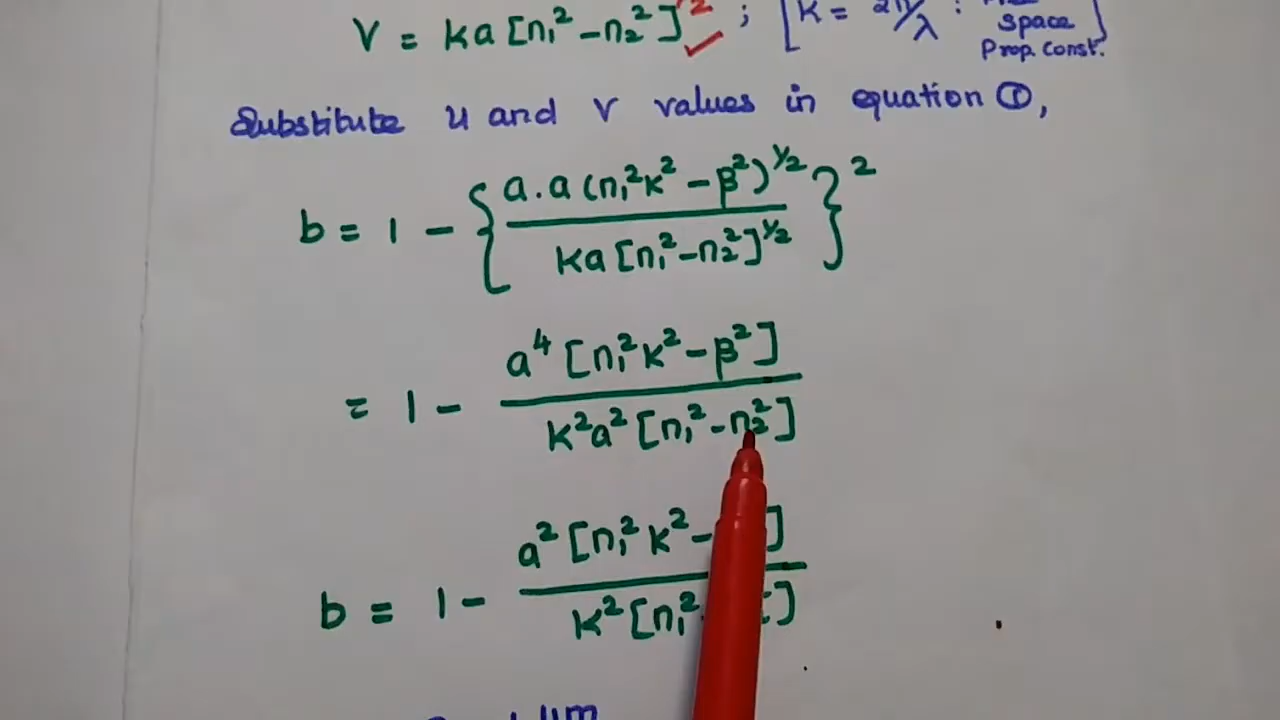 V = Ka [n₁² - n₂²]^½ ; [K = 2π/λ :
Space
Prop. Const.]
Substitute u and V values in equation ①,
b = 1 - { a.a (n₁²K² - β²)^½ / Ka [n₁² - n₂²]^½ }²
= 1 - a⁴ [n₁²K² - β²] / K²a² [n₁² - n₂²]
b = 1 - a² [n₁²K² - ] / K² [n₁² ]